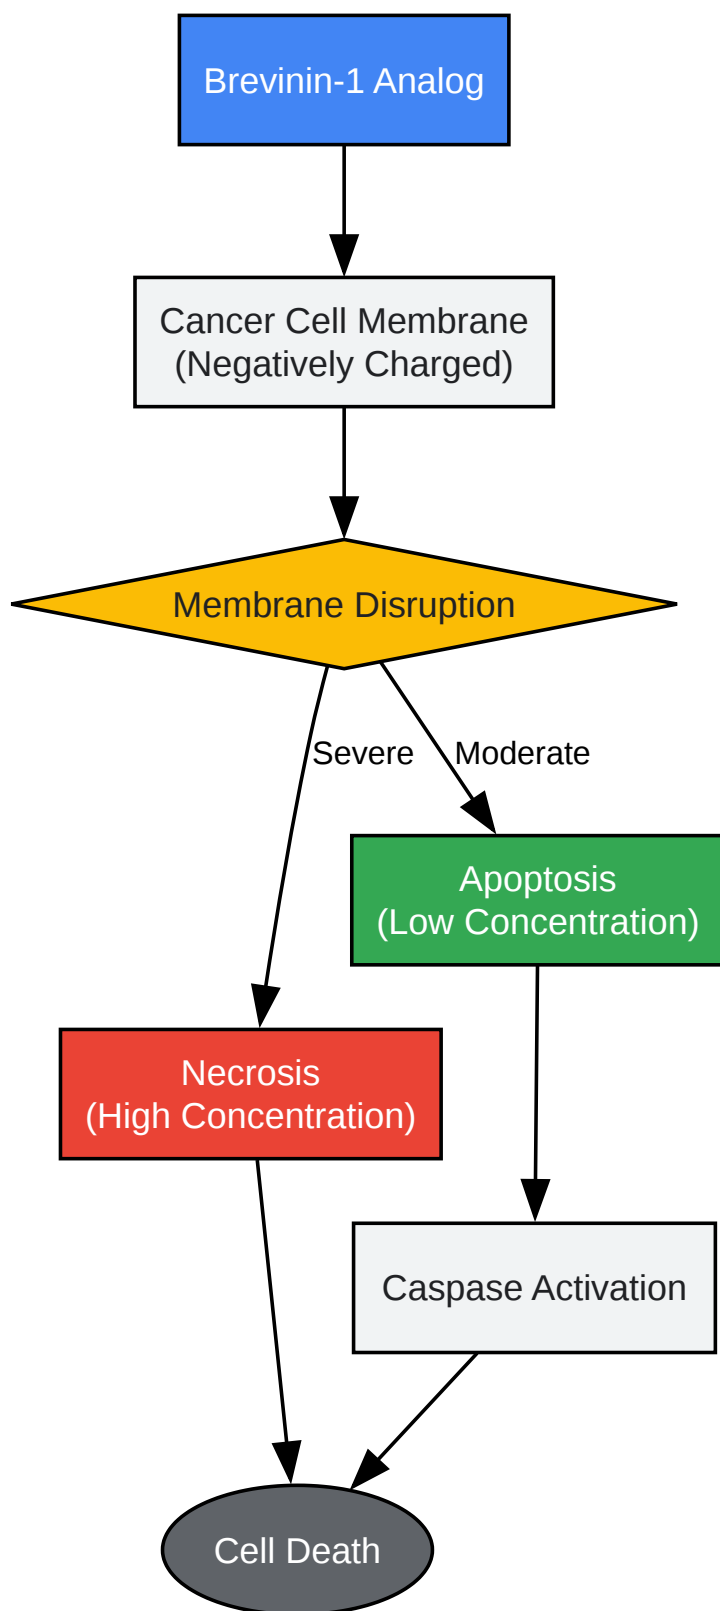 Brevinin-1 Analog
Cancer Cell Membrane
(Negatively Charged)
Membrane Disruption
Severe
Moderate
Apoptosis
(Low Concentration)
Necrosis
(High Concentration)
Caspase Activation
Cell Death